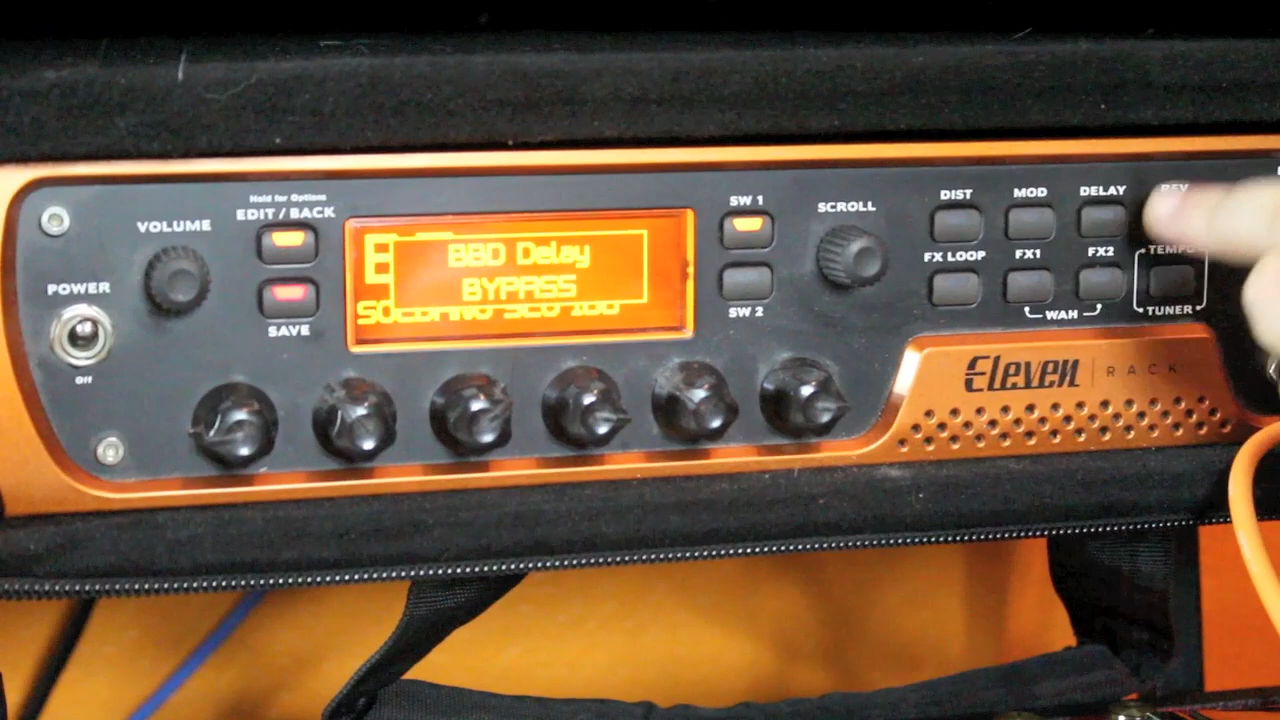 Hold for Options
EDIT / BACK
VOLUME
POWER
Off
SAVE
BBD Delay
BYPASS
SW 1
SW 2
SCROLL
DIST
MOD
DELAY
REV
FX LOOP
FX1
FX2
TEMPO
WAH
TUNER
Eleven | RACK